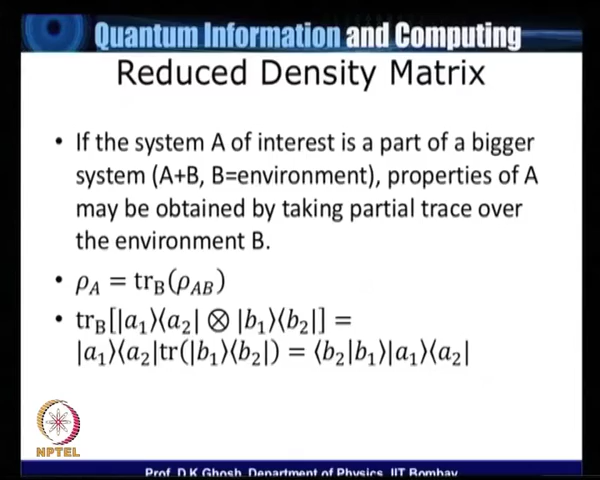 Quantum Information and Computing
Reduced Density Matrix
• If the system A of interest is a part of a bigger
system (A+B, B=environment), properties of A
may be obtained by taking partial trace over
the environment B.
• ρ_A = tr_B(ρ_AB)
• tr_B[|a₁⟩⟨a₂| ⊗ |b₁⟩⟨b₂|] =
|a₁⟩⟨a₂|tr(|b₁⟩⟨b₂|) = ⟨b₂|b₁⟩|a₁⟩⟨a₂|
NPTEL
Prof. D K Ghosh, Department of Physics, IIT Bombay